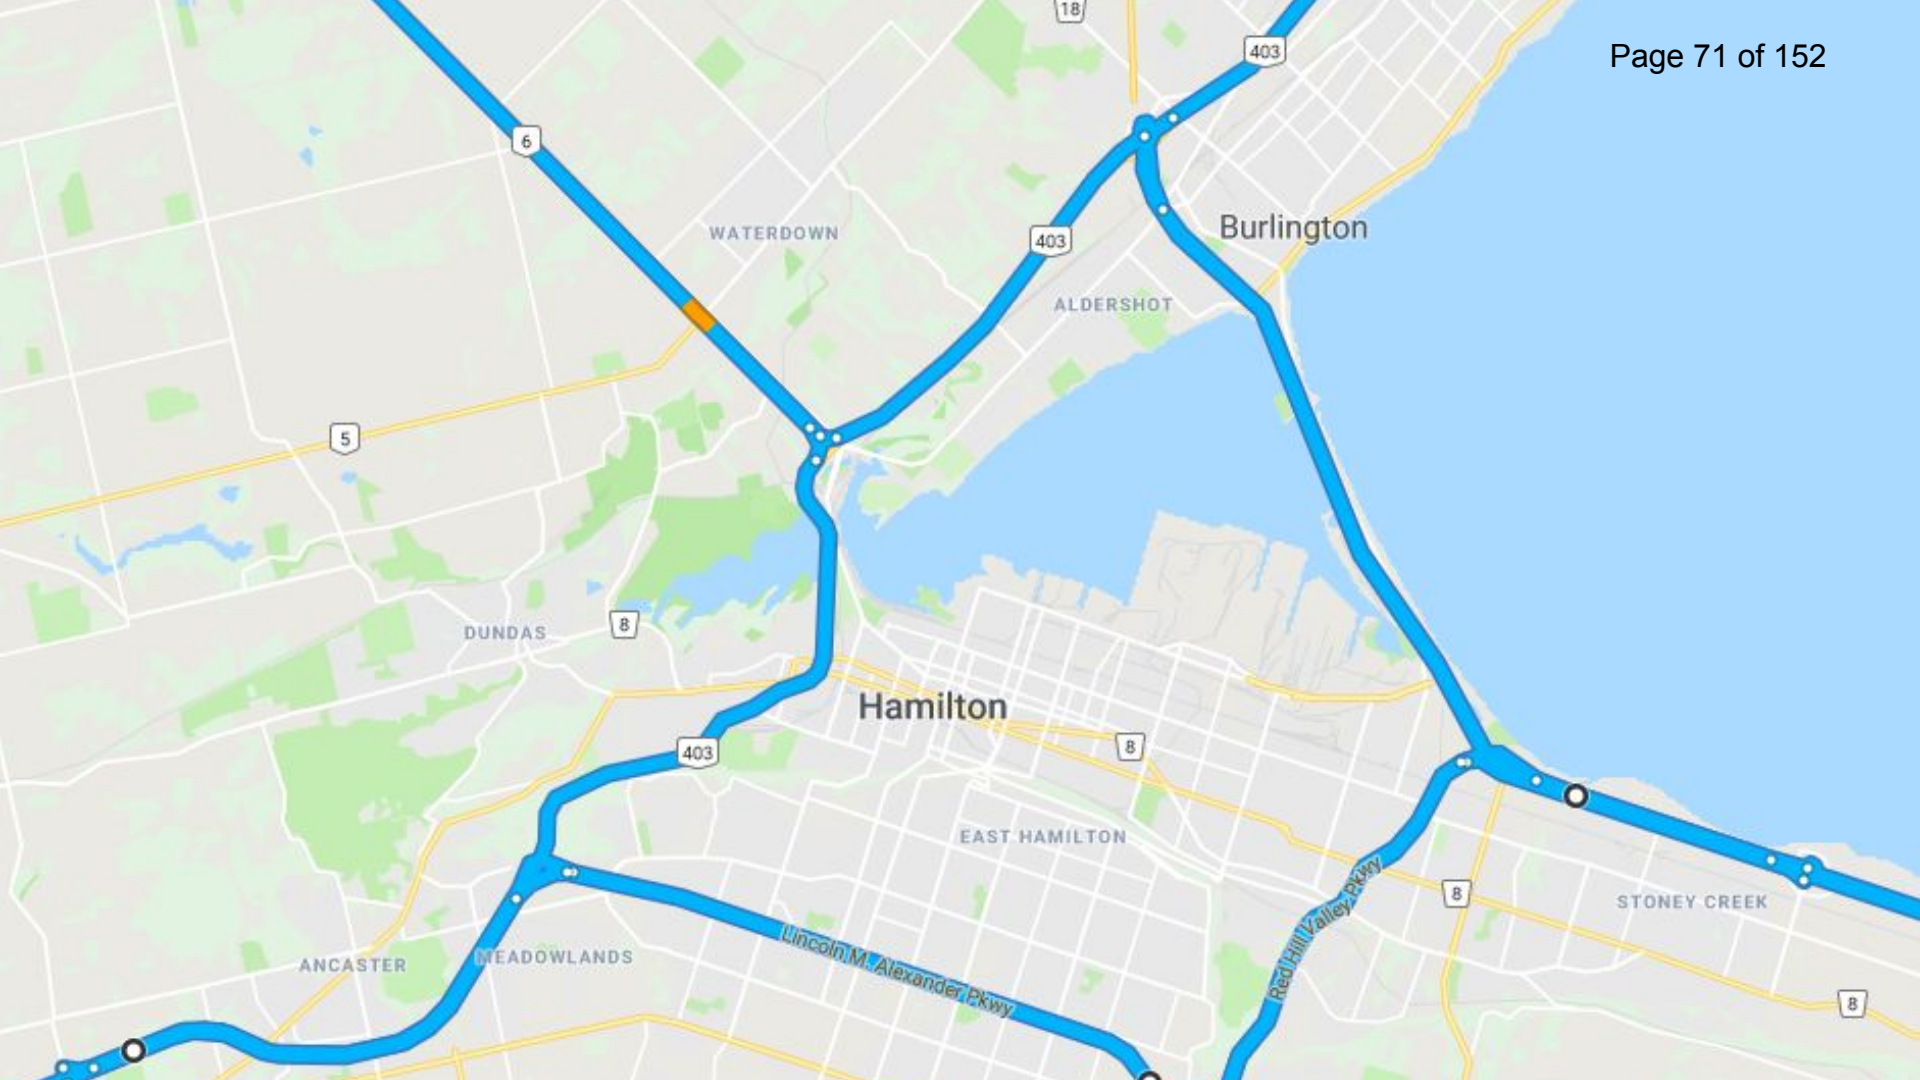 18
403
Page 71 of 152
6
WATERDOWN
403
Burlington
ALDERSHOT
5
DUNDAS
8
Hamilton
403
8
EAST HAMILTON
Red Hill Valley Pkwy
8
STONEY CREEK
Lincoln M. Alexander Pkwy
ANCASTER
MEADOWLANDS
8